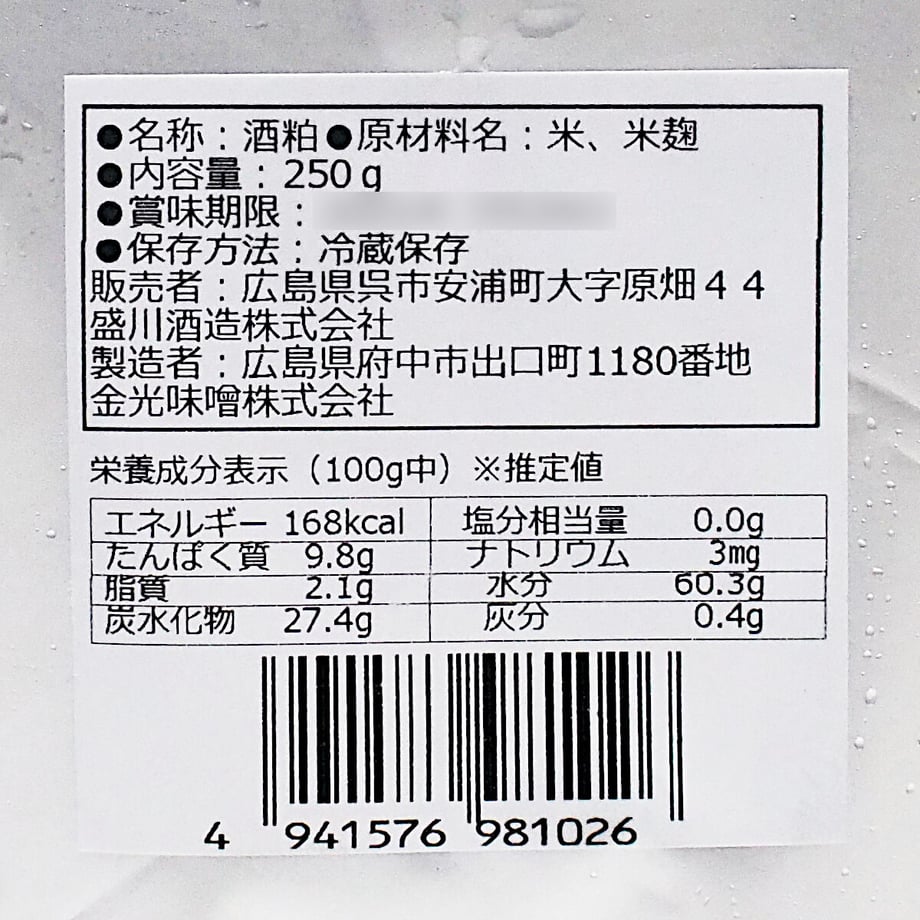 ●名称：酒粕●原材料名：米、米麹
●内容量：250ｇ
●賞味期限：
●保存方法：冷蔵保存
販売者：広島県呉市安浦町大字原畑４４
盛川酒造株式会社
製造者：広島県府中市出口町1180番地
金光味噌株式会社
栄養成分表示（100g中）※推定値
エネルギー 168kcal 塩分相当量 0.0g
たんぱく質 9.8g ナトリウム 3mg
脂質 2.1g 水分 60.3g
炭水化物 27.4g 灰分 0.4g
4 941576 981026